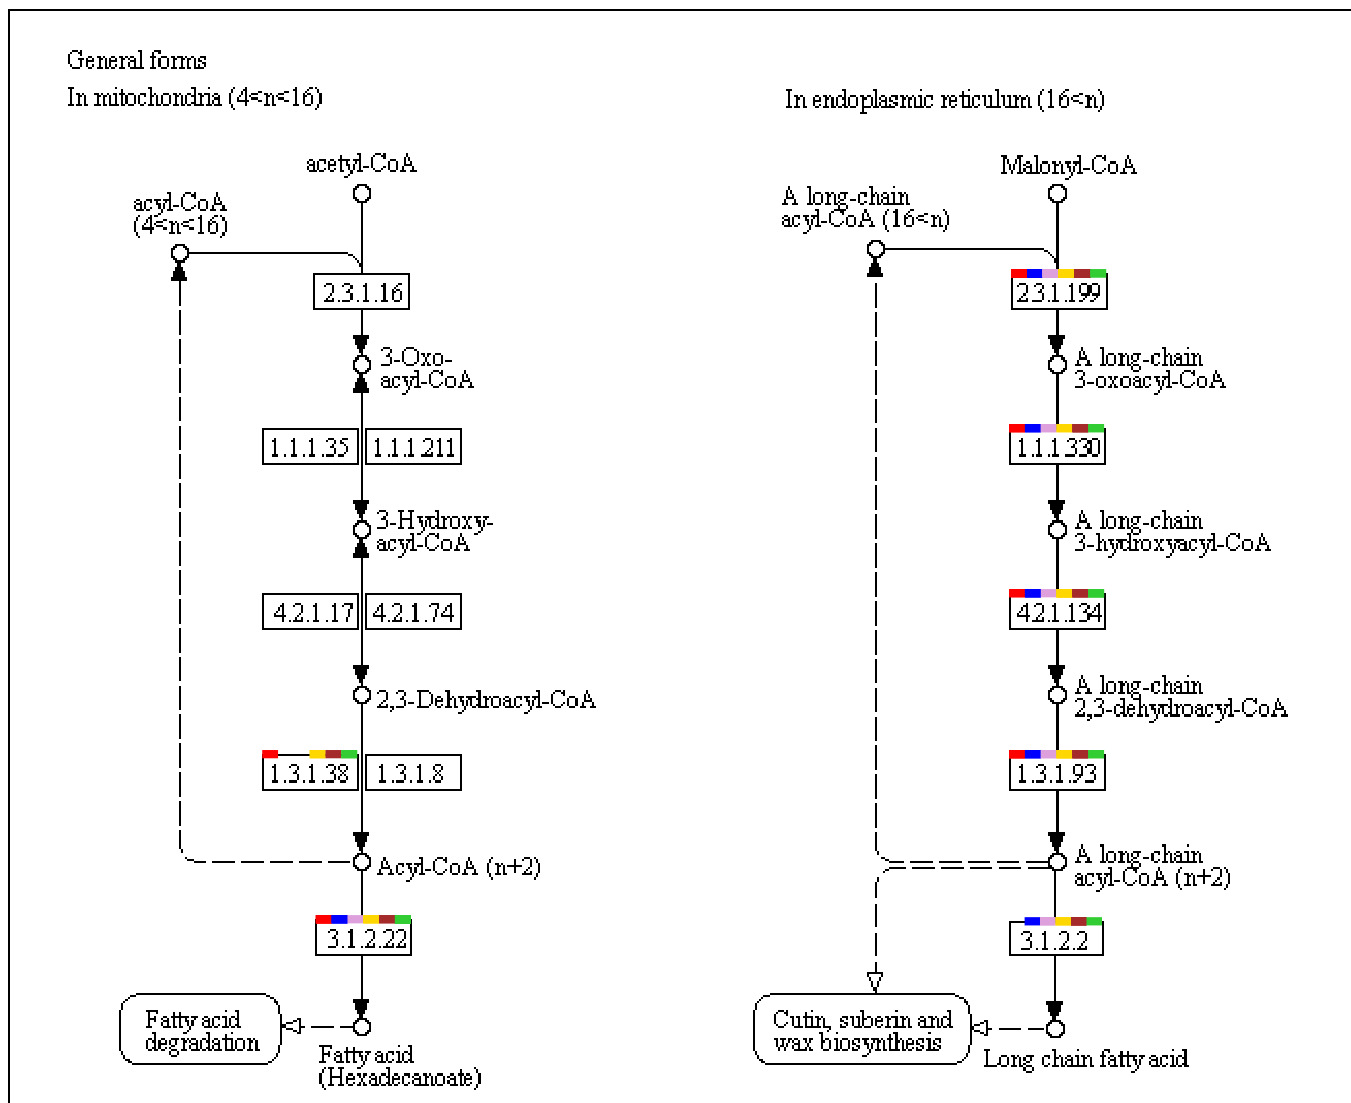 General forms
In mitochondria (4<n<16)
In endoplasmic reticulum (16<n)
acetyl-CoA
acyl-CoA
(4<n<16)
2.3.1.16
3-Oxo-
acyl-CoA
1.1.1.35
1.1.1.211
3-Hydroxy-
acyl-CoA
4.2.1.17
4.2.1.74
2,3-Dehydroacyl-CoA
1.3.1.38
1.3.1.8
Acyl-CoA (n+2)
3.1.2.22
Fatty acid
degradation
Fatty acid
(Hexadecanoate)
Malonyl-CoA
A long-chain
acyl-CoA (16<n)
2.3.1.199
A long-chain
3-oxoacyl-CoA
1.1.1.330
A long-chain
3-hydroxyacyl-CoA
4.2.1.134
A long-chain
2,3-dehydroacyl-CoA
1.3.1.93
A long-chain
acyl-CoA (n+2)
3.1.2.2
Cutin, suberin and
wax biosynthesis
Long chain fatty acid